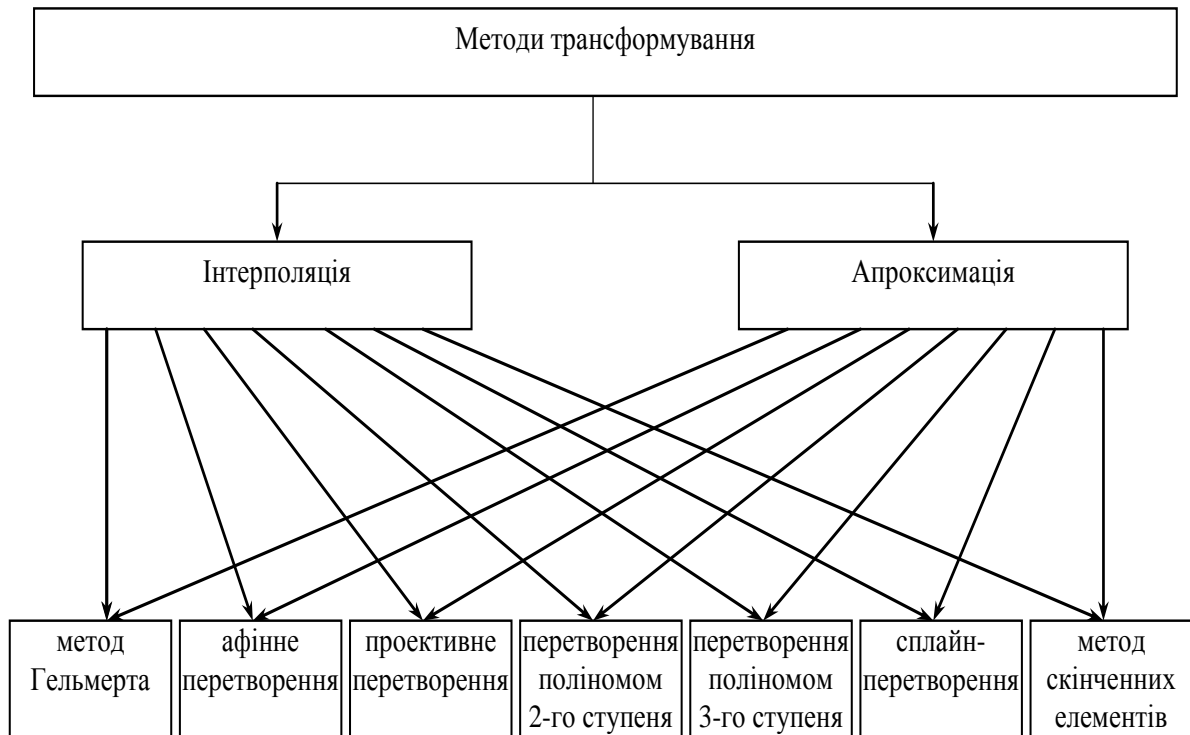 Методи трансформування
Інтерполяція
Апроксимація
метод
Гельмерта
афінне
перетворення
проективне
перетворення
перетворення
поліномом
2-го ступеня
перетворення
поліномом
3-го ступеня
сплайн-
перетворення
метод
скінченних
елементів